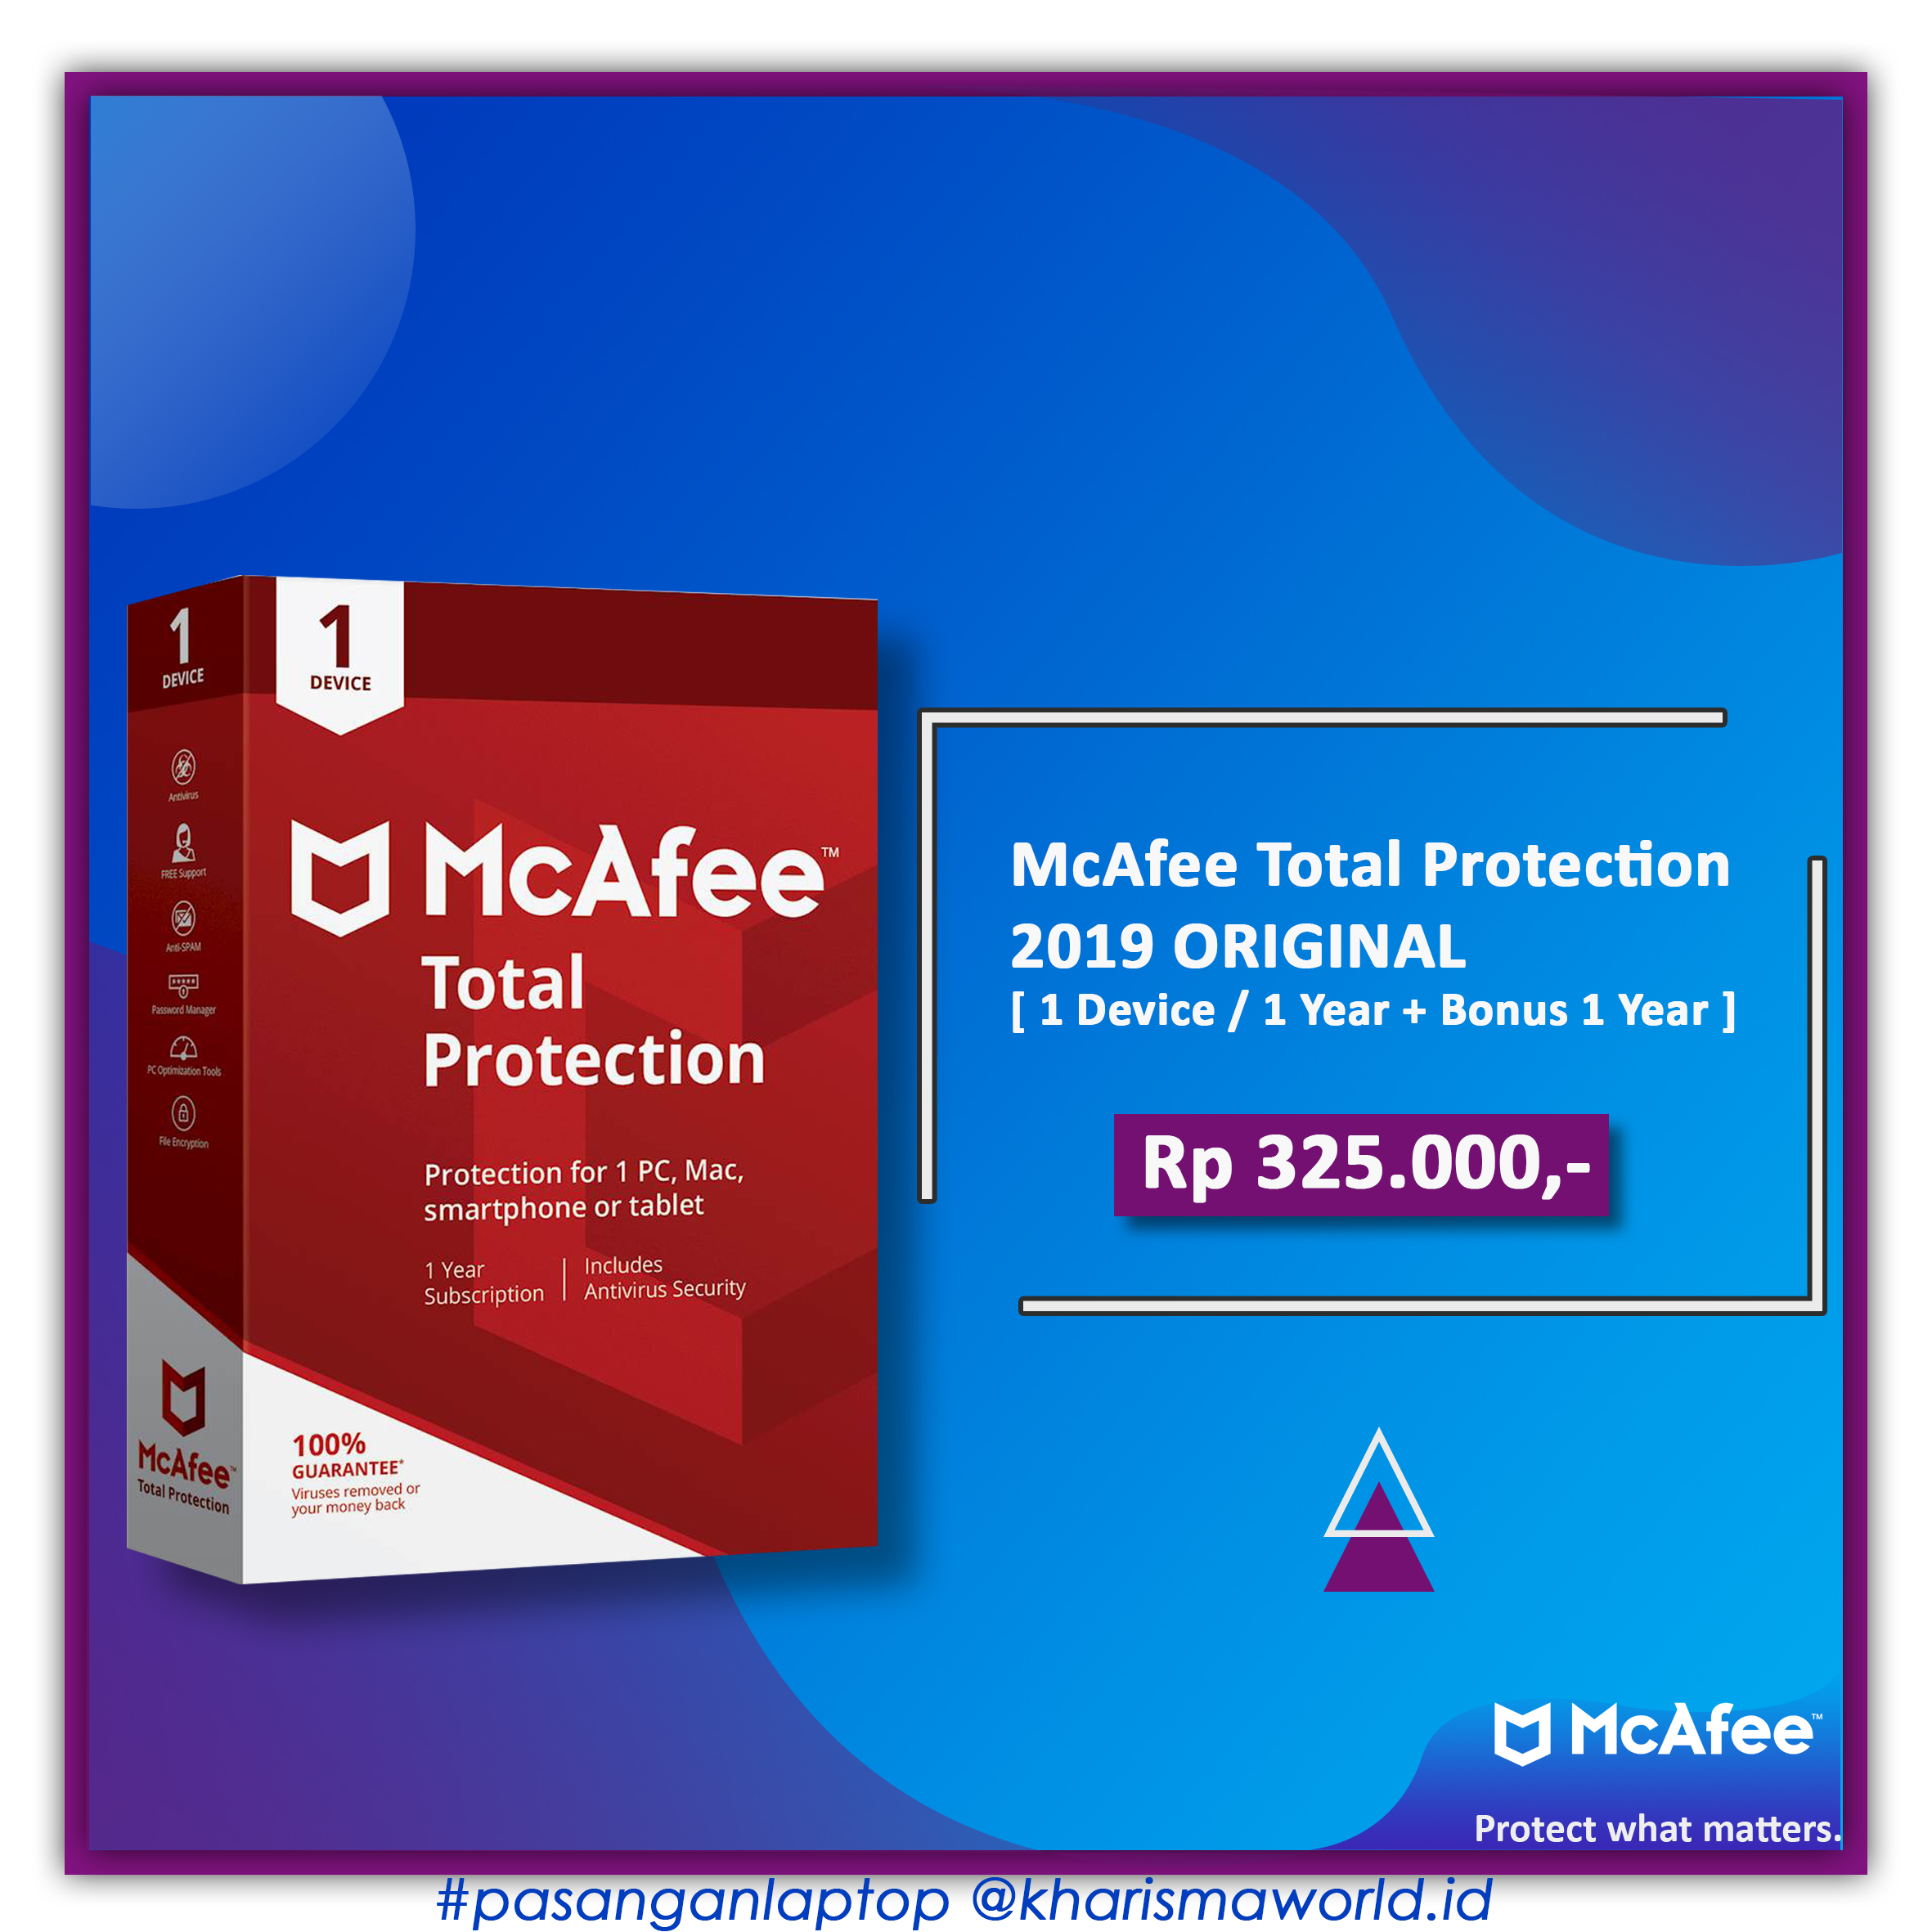 1
DEVICE
Antivirus
FREE Support
Anti-SPAM
Password Manager
PC Optimization Tools
File Encryption
McAfee™
Total Protection
1
DEVICE
McAfee™
Total
Protection
Protection for 1 PC, Mac,
smartphone or tablet
1 Year
Subscription
Includes
Antivirus Security
100%
GUARANTEE*
Viruses removed or
your money back
McAfee Total Protection
2019 ORIGINAL
[ 1 Device / 1 Year + Bonus 1 Year ]
Rp 325.000,-
McAfee™
Protect what matters.
#pasanganlaptop @kharismaworld.id